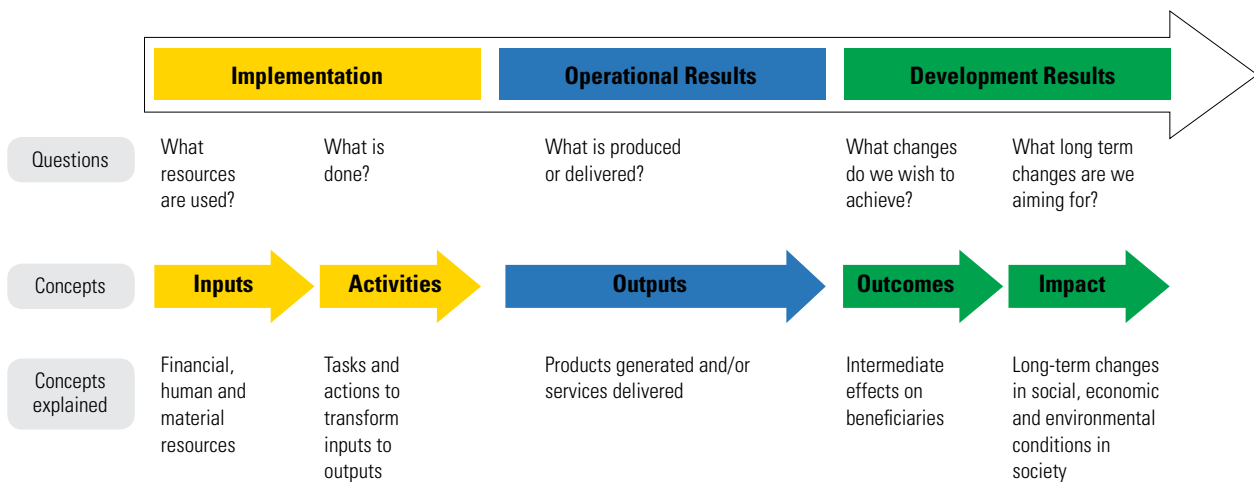 Implementation
Operational Results
Development Results
Questions
What
resources
are used?
What is
done?
What is produced
or delivered?
What changes
do we wish to
achieve?
What long term
changes are we
aiming for?
Concepts
Inputs
Activities
Outputs
Outcomes
Impact
Concepts
explained
Financial,
human and
material
resources
Tasks and
actions to
transform
inputs to
outputs
Products generated and/or
services delivered
Intermediate
effects on
beneficiaries
Long-term changes
in social, economic
and environmental
conditions in
society